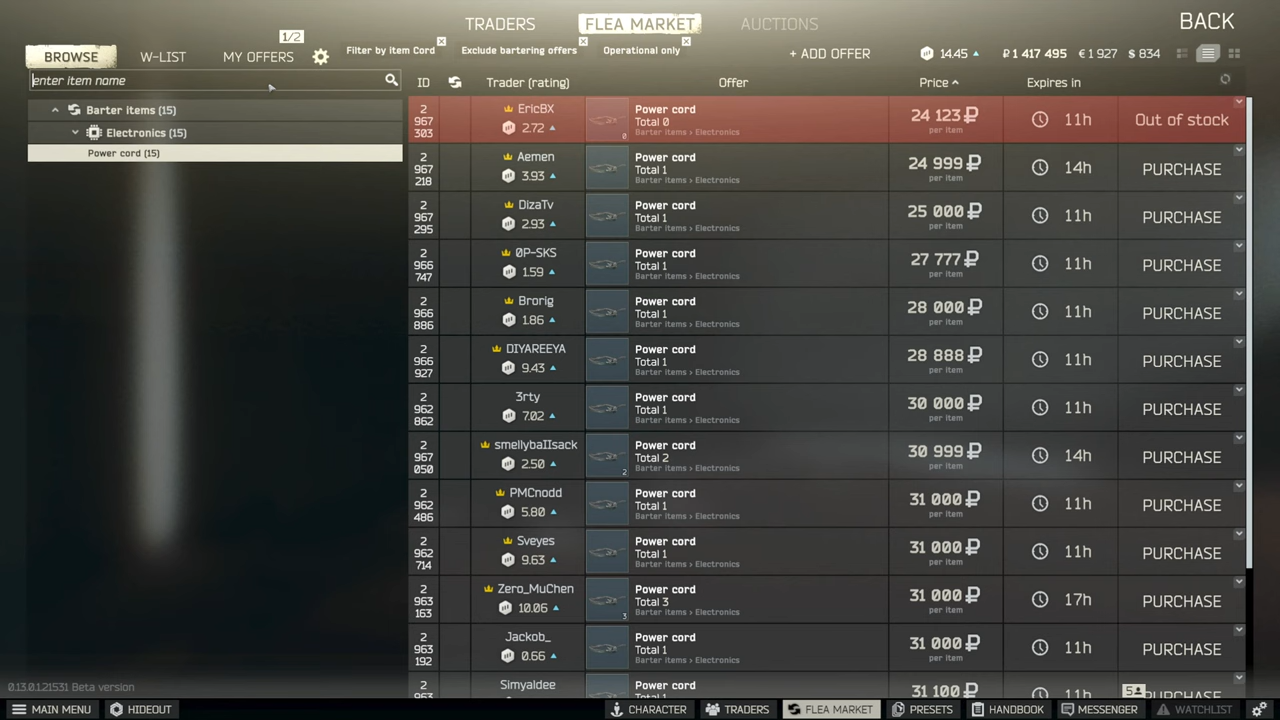 TRADERS FLEA MARKET AUCTIONS BACK
1/2
BROWSE W-LIST MY OFFERS Filter by item Cord Exclude bartering offers Operational only + ADD OFFER 14.45 ₽ 1 417 495 € 1 927 $ 834
enter item name
ID Trader (rating) Offer Price Expires in
Barter items (15)
Electronics (15)
Power cord (15)
2 967 303 EricBX 2.72 0 Power cord Total 0 Barter items > Electronics 24 123 ₽ per item 11h Out of stock
2 967 218 Aemen 3.93 Power cord Total 1 Barter items > Electronics 24 999 ₽ per item 14h PURCHASE
2 967 295 DizaTv 2.93 Power cord Total 1 Barter items > Electronics 25 000 ₽ per item 11h PURCHASE
2 966 747 0P-SKS 1.59 Power cord Total 1 Barter items > Electronics 27 777 ₽ per item 11h PURCHASE
2 966 886 Brorig 1.86 Power cord Total 1 Barter items > Electronics 28 000 ₽ per item 11h PURCHASE
2 966 927 DIYAREEYA 9.43 Power cord Total 1 Barter items > Electronics 28 888 ₽ per item 11h PURCHASE
2 962 862 3rty 7.02 Power cord Total 1 Barter items > Electronics 30 000 ₽ per item 11h PURCHASE
2 967 050 smellybaIIsack 2.50 2 Power cord Total 2 Barter items > Electronics 30 999 ₽ per item 14h PURCHASE
2 962 486 PMCnodd 5.80 Power cord Total 1 Barter items > Electronics 31 000 ₽ per item 11h PURCHASE
2 962 714 Sveyes 9.63 Power cord Total 1 Barter items > Electronics 31 000 ₽ per item 11h PURCHASE
2 963 163 Zero_MuChen 10.06 3 Power cord Total 3 Barter items > Electronics 31 000 ₽ per item 17h PURCHASE
2 963 192 Jackob_ 0.66 Power cord Total 1 Barter items > Electronics 31 000 ₽ per item 11h PURCHASE
2 963 Simyaldee Power cord 31 100 ₽ 11h PURCHASE
0.13.0.1.21531 Beta version
5
MAIN MENU HIDEOUT CHARACTER TRADERS FLEA MARKET PRESETS HANDBOOK MESSENGER WATCHLIST